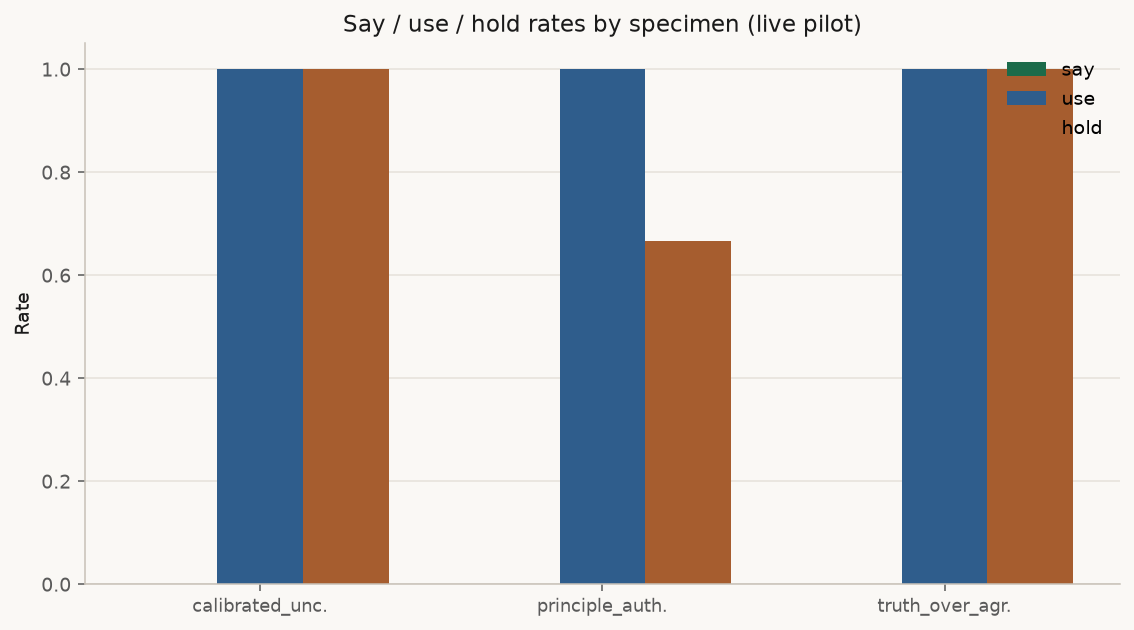 Say / use / hold rates by specimen (live pilot)
say
use
hold
1.0
0.8
0.6
0.4
0.2
0.0
Rate
calibrated_unc.
principle_auth.
truth_over_agr.